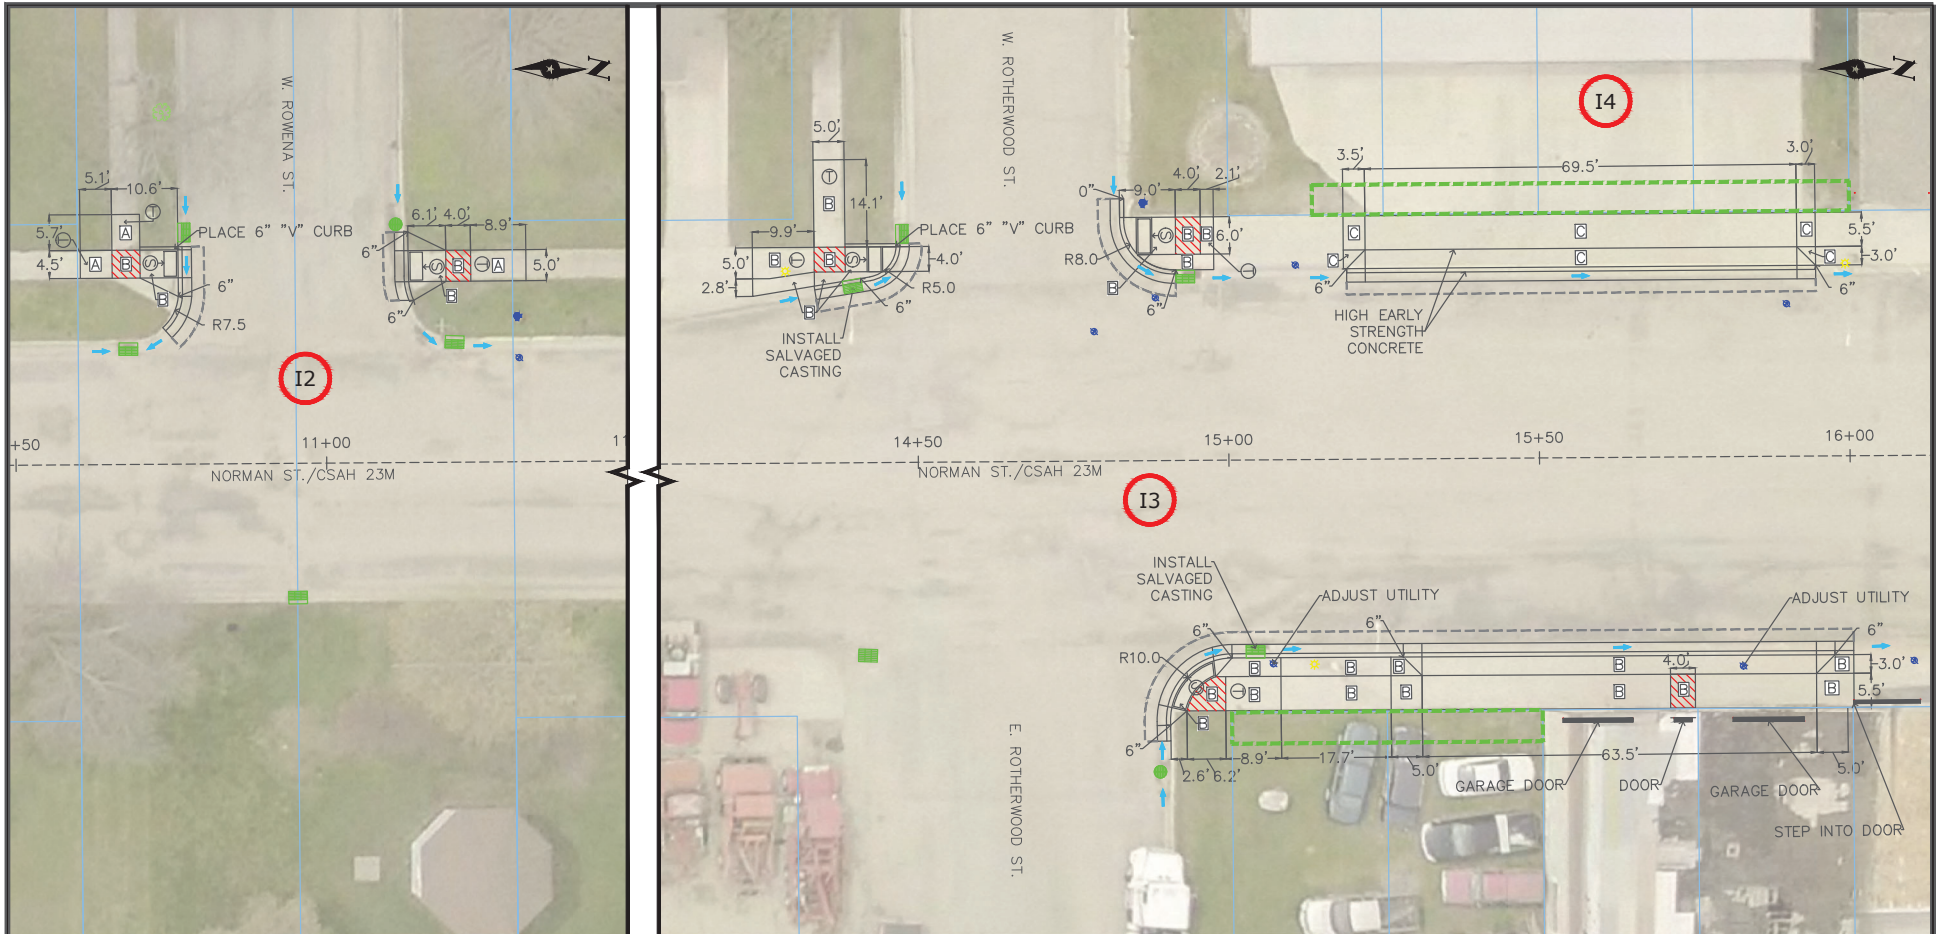 W. ROWENA ST.
N
5.1'
10.6'
T
5.7'
T
A
PLACE 6" "V" CURB
4.5'
A
B
S
B
6"
R7.5
6.1'
4.0'
8.9'
6"
S
B
T
A
5.0'
B
6"
I2
+50
11+00
11
NORMAN ST./CSAH 23M
W. ROTHERWOOD ST.
N
I4
5.0'
T
B
14.1'
9.9'
PLACE 6" "V" CURB
5.0'
B
T
B
S
4.0'
2.8'
R5.0
B
6"
INSTALL
SALVAGED
CASTING
0"
9.0'
4.0'
2.1'
S
B
B
6.0'
R8.0
B
T
B
6"
3.5'
69.5'
3.0'
C
C
C
5.5'
C
C
C
3.0'
6"
6"
HIGH EARLY
STRENGTH
CONCRETE
14+50
15+00
15+50
16+00
NORMAN ST./CSAH 23M
I3
INSTALL
SALVAGED
CASTING
ADJUST UTILITY
ADJUST UTILITY
6"
6"
6"
R10.0
B
B
B
B
4.0'
B
3.0'
S
B
T
B
B
B
B
B
B
5.5'
B
6"
2.6'
6.2'
8.9'
17.7'
5.0'
63.5'
5.0'
GARAGE DOOR
DOOR
GARAGE DOOR
STEP INTO DOOR
E. ROTHERWOOD ST.